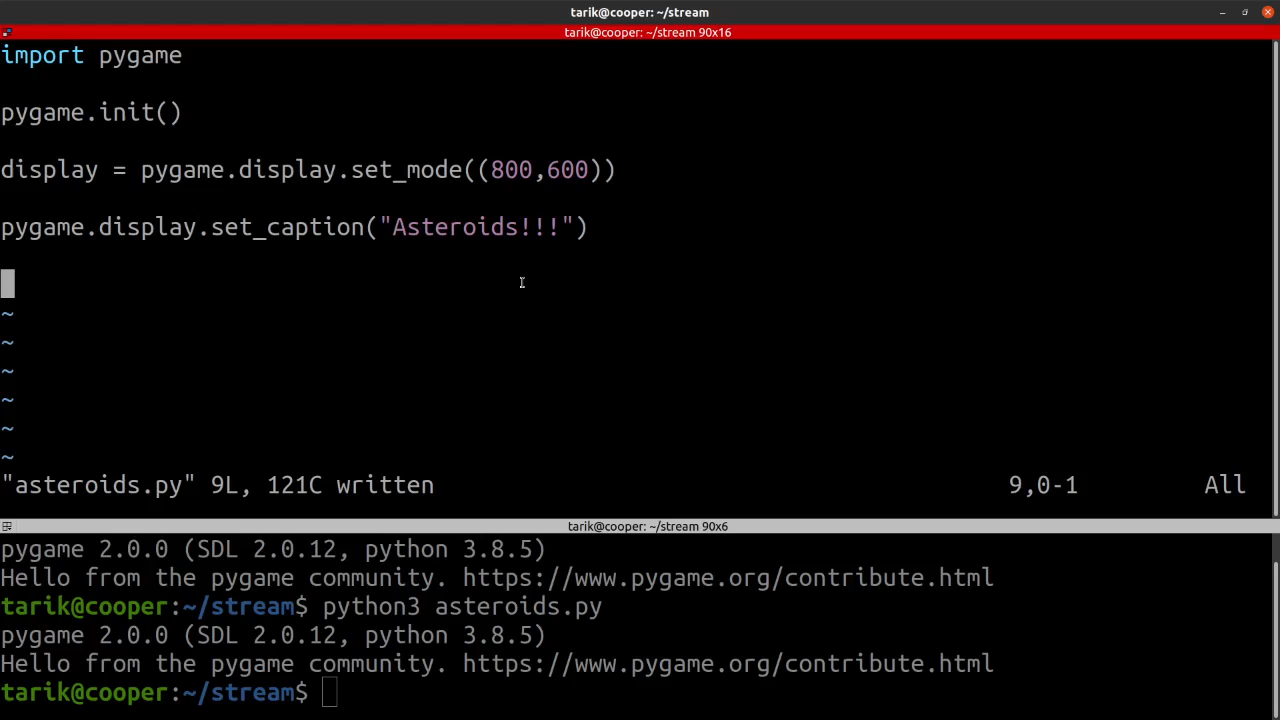 tarik@cooper: ~/stream
tarik@cooper: ~/stream 90x16
import pygame
pygame.init()
display = pygame.display.set_mode((800,600))
pygame.display.set_caption("Asteroids!!!")
~
~
~
~
~
~
"asteroids.py" 9L, 121C written 9,0-1 All
tarik@cooper: ~/stream 90x6
pygame 2.0.0 (SDL 2.0.12, python 3.8.5)
Hello from the pygame community. https://www.pygame.org/contribute.html
tarik@cooper:~/stream$ python3 asteroids.py
pygame 2.0.0 (SDL 2.0.12, python 3.8.5)
Hello from the pygame community. https://www.pygame.org/contribute.html
tarik@cooper:~/stream$